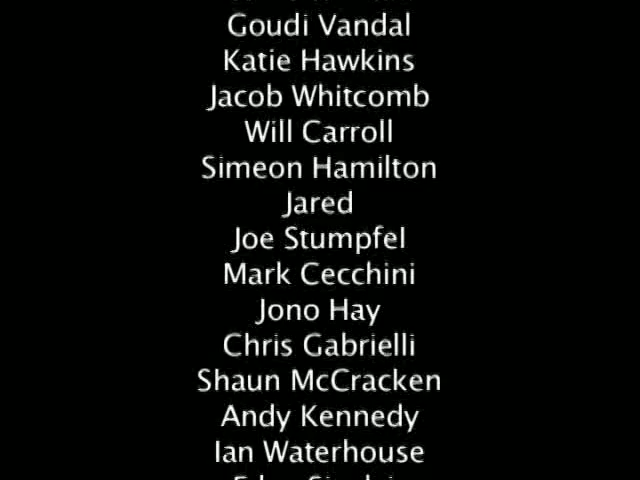 Goudi Vandal
Katie Hawkins
Jacob Whitcomb
Will Carroll
Simeon Hamilton
Jared
Joe Stumpfel
Mark Cecchini
Jono Hay
Chris Gabrielli
Shaun McCracken
Andy Kennedy
Ian Waterhouse